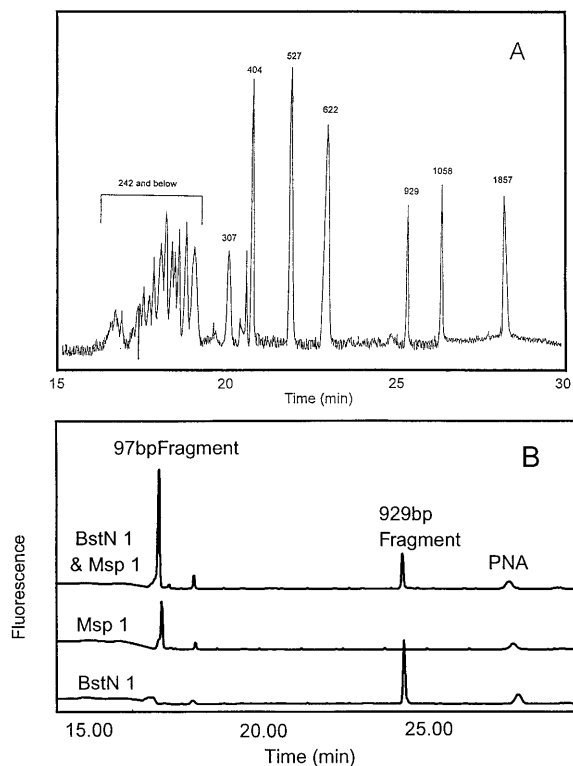 A
527
404
622
1058
1857
929
242 and below
307
15
20
25
30
Time (min)
B
97bpFragment
929bp
Fragment
PNA
BstN 1
& Msp 1
Msp 1
BstN 1
Fluorescence
15.00
20.00
25.00
Time (min)